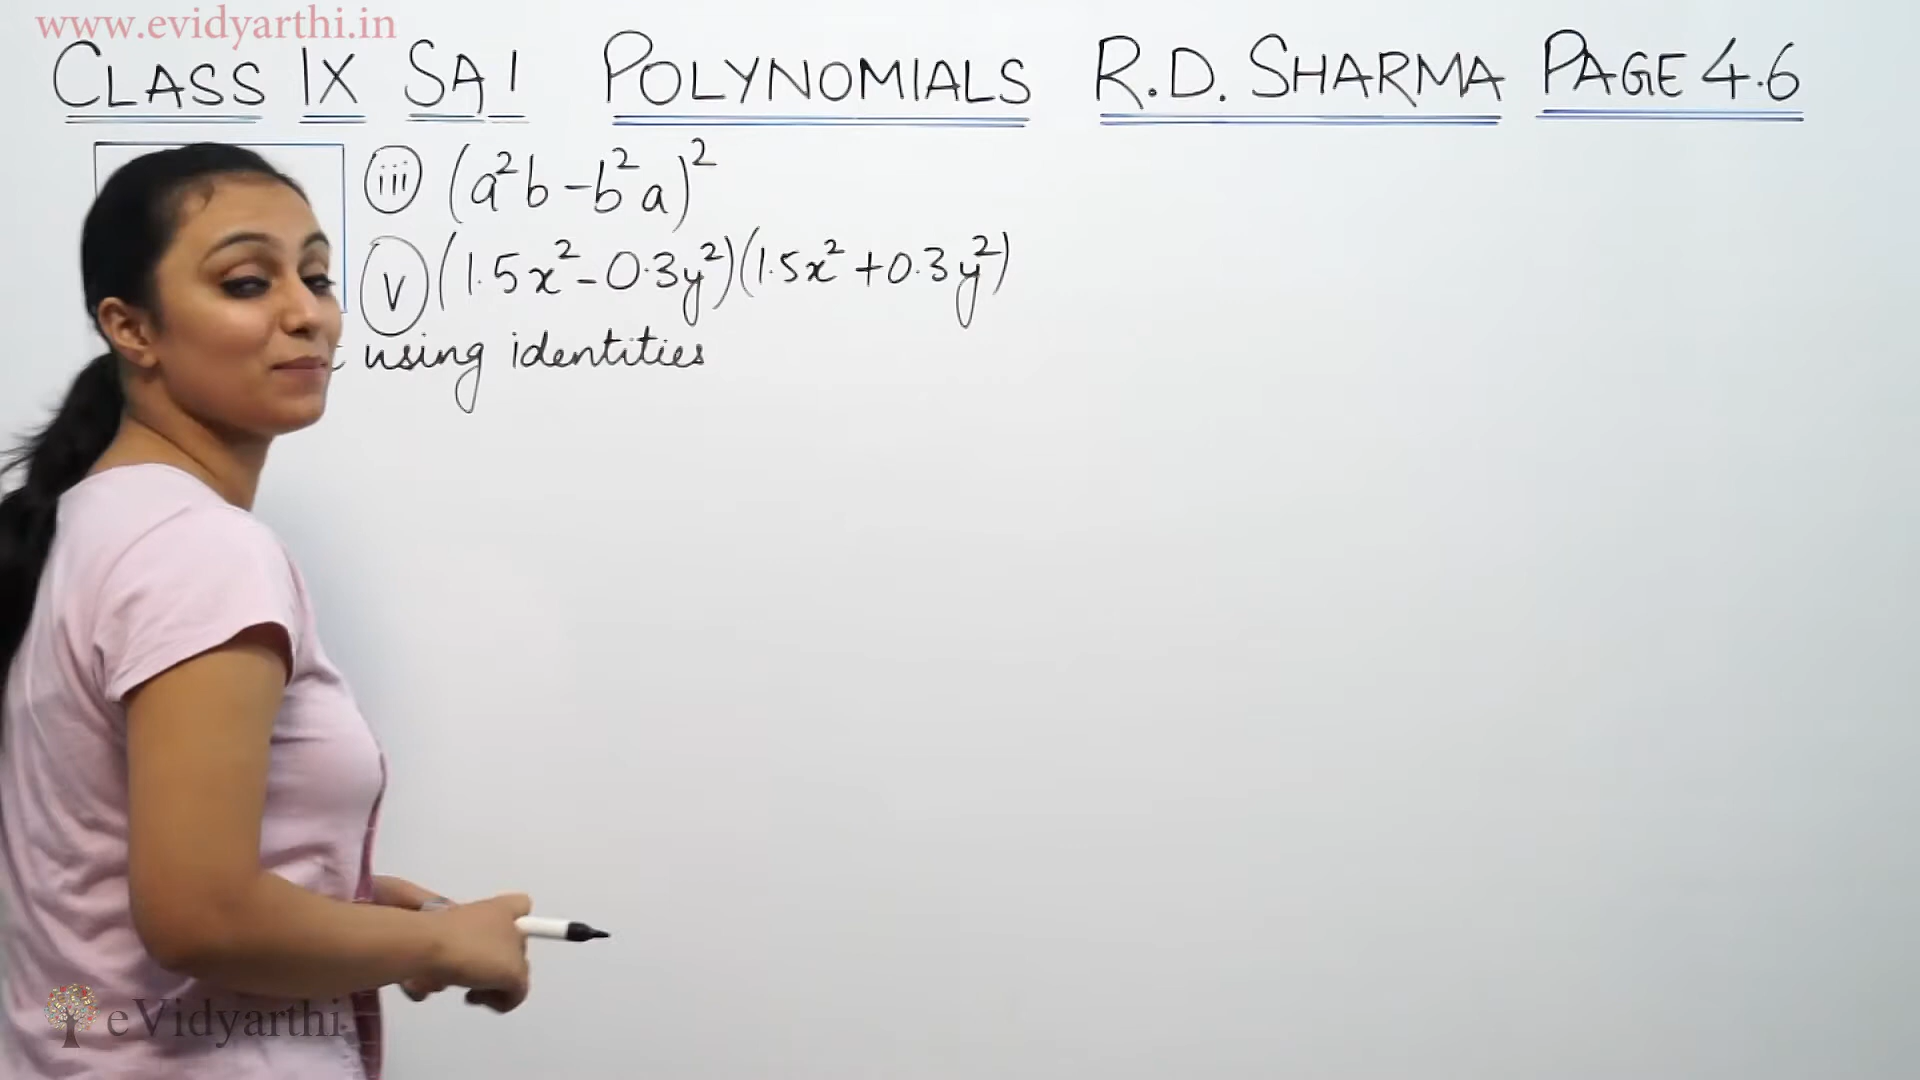 www.evidyarthi.in
CLASS IX SA 1 POLYNOMIALS R.D. SHARMA PAGE 4.6
(iii) (a²b - b²a)²
(v) (1.5x² - 0.3y²)(1.5x² + 0.3y²)
using identities
eVidyarthi